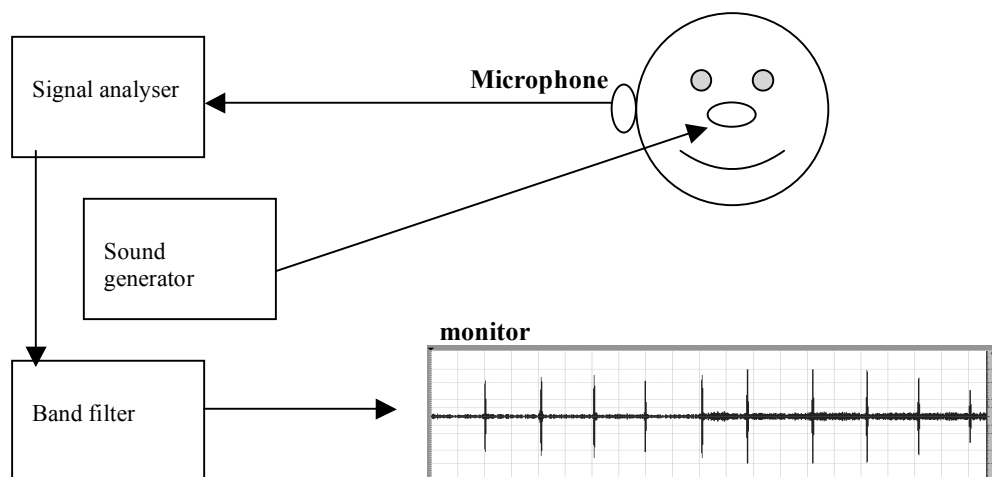 Signal analyser
Microphone
Sound
generator
monitor
Band filter